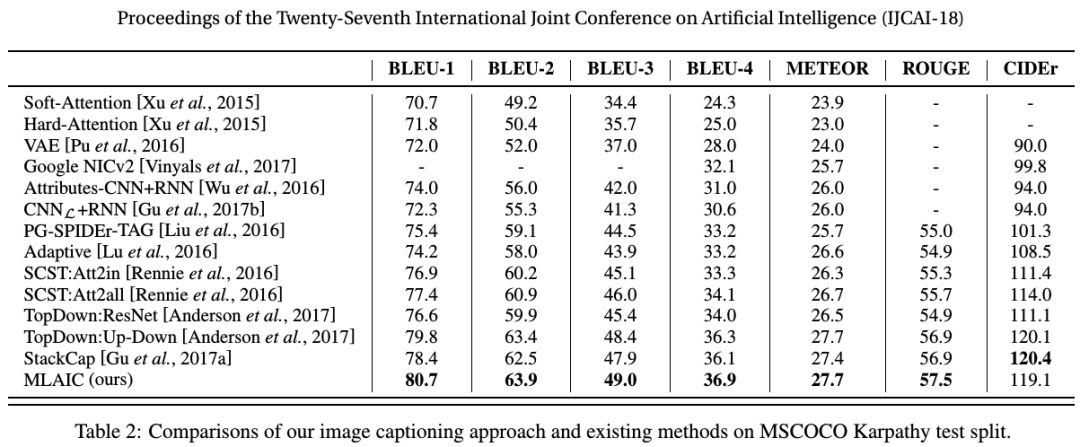 Proceedings of the Twenty-Seventh International Joint Conference on Artificial Intelligence (IJCAI-18)
BLEU-1 BLEU-2 BLEU-3 BLEU-4 METEOR ROUGE CIDEr
Soft-Attention [Xu et al., 2015] 70.7 49.2 34.4 24.3 23.9 - -
Hard-Attention [Xu et al., 2015] 71.8 50.4 35.7 25.0 23.0 - -
VAE [Pu et al., 2016] 72.0 52.0 37.0 28.0 24.0 - 90.0
Google NICv2 [Vinyals et al., 2017] - - - 32.1 25.7 - 99.8
Attributes-CNN+RNN [Wu et al., 2016] 74.0 56.0 42.0 31.0 26.0 - 94.0
CNN𝓛+RNN [Gu et al., 2017b] 72.3 55.3 41.3 30.6 26.0 - 94.0
PG-SPIDEr-TAG [Liu et al., 2016] 75.4 59.1 44.5 33.2 25.7 55.0 101.3
Adaptive [Lu et al., 2016] 74.2 58.0 43.9 33.2 26.6 54.9 108.5
SCST:Att2in [Rennie et al., 2016] 76.9 60.2 45.1 33.3 26.3 55.3 111.4
SCST:Att2all [Rennie et al., 2016] 77.4 60.9 46.0 34.1 26.7 55.7 114.0
TopDown:ResNet [Anderson et al., 2017] 76.6 59.9 45.4 34.0 26.5 54.9 111.1
TopDown:Up-Down [Anderson et al., 2017] 79.8 63.4 48.4 36.3 27.7 56.9 120.1
StackCap [Gu et al., 2017a] 78.4 62.5 47.9 36.1 27.4 56.9 120.4
MLAIC (ours) 80.7 63.9 49.0 36.9 27.7 57.5 119.1
Table 2: Comparisons of our image captioning approach and existing methods on MSCOCO Karpathy test split.